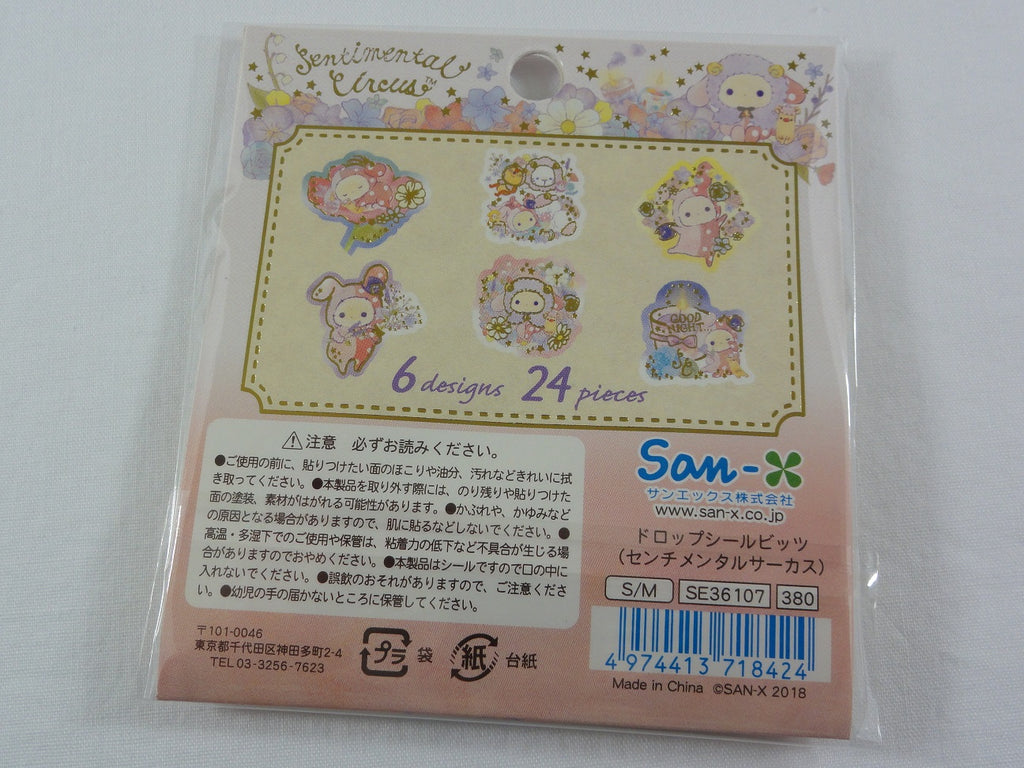 Sentimental
Circus™
GOOD
NIGHT
6 designs 24 pieces
⚠注意 必ずお読みください。
●ご使用の前に、貼りつけたい面のほこりや油分、汚れなどきれいに拭
き取ってください。●本製品を取り外す際には、のり残りや貼りつけた
面の塗装、素材がはがれる可能性があります。●かぶれや、かゆみなど
の原因となる場合がありますので、肌に貼るなどしないでください。●
高温・多湿下でのご使用や保管は、粘着力の低下など不具合が生じる場
合がありますのでおやめください。●本製品はシールですので口の中に
入れないでください。●誤飲のおそれがありますので、ご注意くださ
い。●幼児の手の届かないところに保管してください。
〒101-0046
東京都千代田区神田多町2-4
TEL 03-3256-7623
プラ 袋
紙 台紙
San-X
サンエックス株式会社
www.san-x.co.jp
ドロップシールビッツ
(センチメンタルサーカス)
S/M SE36107 380
4 974413 718424
Made in China ©SAN-X 2018